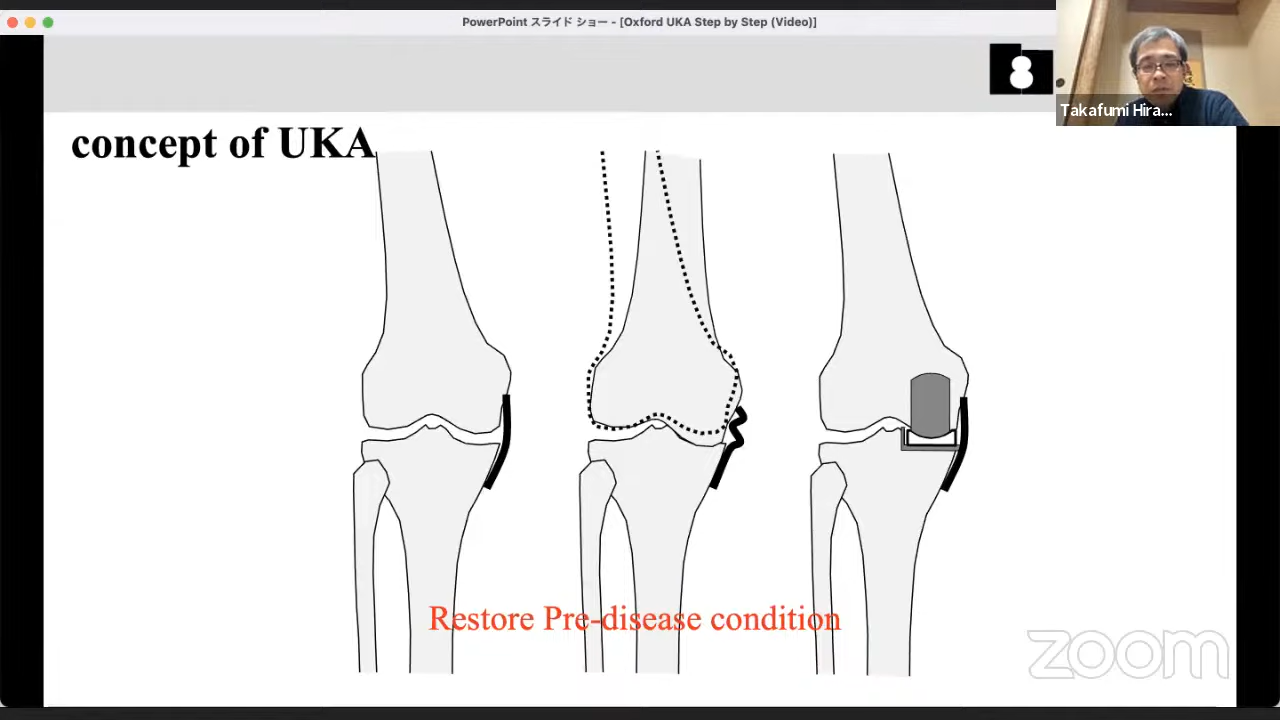 PowerPoint スライド ショー - [Oxford UKA Step by Step (Video)]
Takafumi Hira...
concept of UKA
Restore Pre-disease condition
zoom